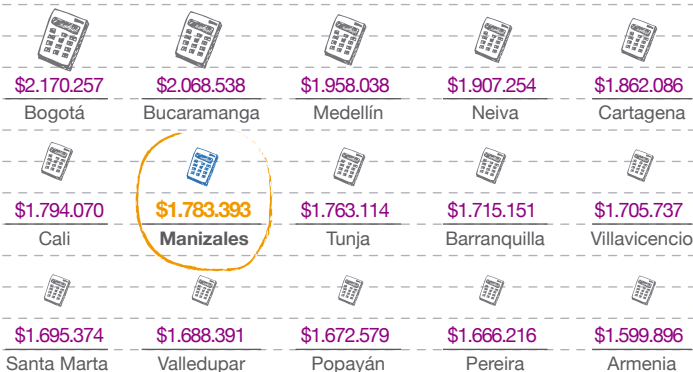 $2.170.257 $2.068.538 $1.958.038 $1.907.254 $1.862.086
Bogotá Bucaramanga Medellín Neiva Cartagena
$1.794.070 $1.783.393 $1.763.114 $1.715.151 $1.705.737
Cali Manizales Tunja Barranquilla Villavicencio
$1.695.374 $1.688.391 $1.672.579 $1.666.216 $1.599.896
Santa Marta Valledupar Popayán Pereira Armenia